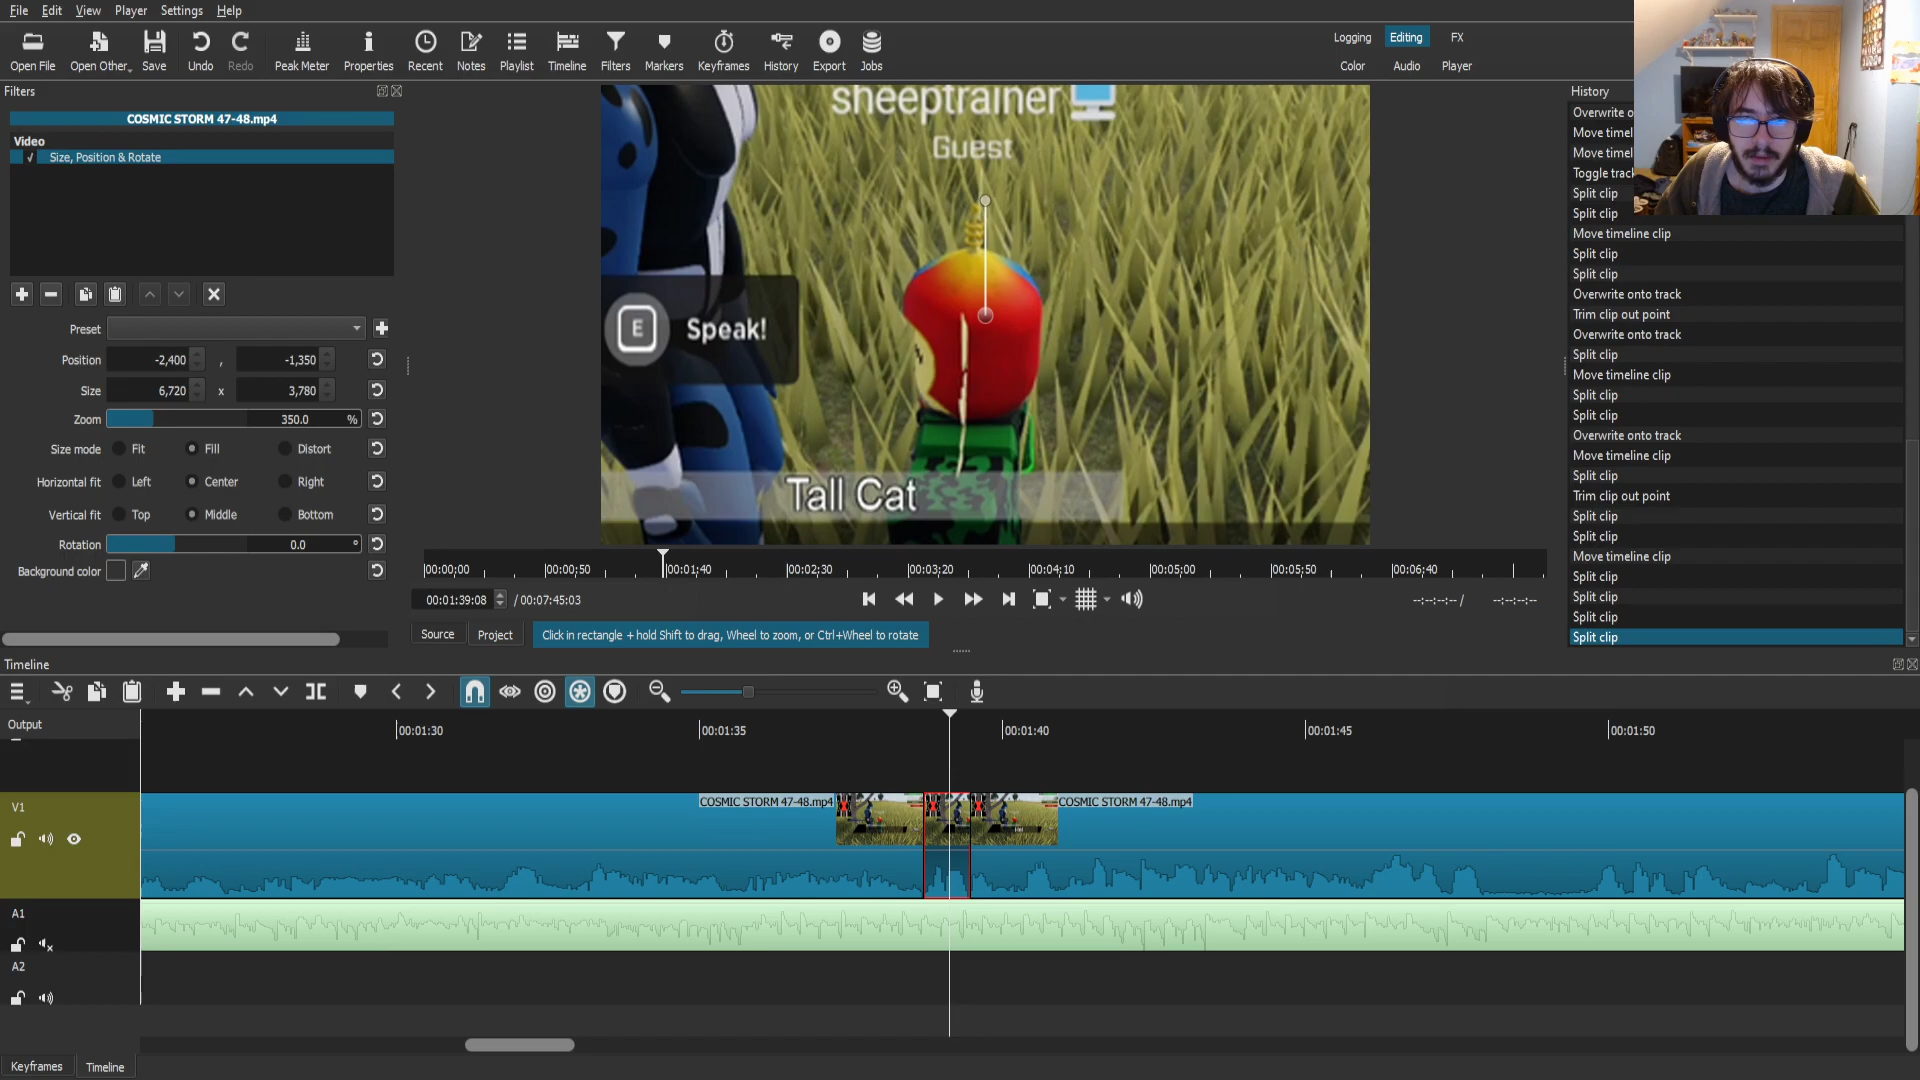 File Edit View Player Settings Help
Open File Open Other... Save Undo Redo Peak Meter Properties Recent Notes Playlist Timeline Filters Markers Keyframes History Export Jobs
Logging Editing FX
Color Audio Player
Filters
COSMIC STORM 47-48.mp4
Video
Size, Position & Rotate
Preset
Position -2,400 , -1,350
Size 6,720 x 3,780
Zoom 350.0 %
Size mode Fit Fill Distort
Horizontal fit Left Center Right
Vertical fit Top Middle Bottom
Rotation 0.0 °
Background color
sheeptrainer
Guest
E Speak!
Tall Cat
00:00:00 00:00:50 00:01:40 00:02:30 00:03:20 00:04:10 00:05:00 00:05:50 00:06:40
00:01:39:08 / 00:07:45:03 --:--:--:-- / --:--:--:--
Source Project Click in rectangle + hold Shift to drag, Wheel to zoom, or Ctrl+Wheel to rotate
History
Overwrite o
Move timel
Move timel
Toggle track
Split clip
Split clip
Move timeline clip
Split clip
Split clip
Overwrite onto track
Trim clip out point
Overwrite onto track
Split clip
Move timeline clip
Split clip
Split clip
Overwrite onto track
Move timeline clip
Split clip
Trim clip out point
Split clip
Split clip
Move timeline clip
Split clip
Split clip
Split clip
Split clip
Timeline
Output
00:01:30 00:01:35 00:01:40 00:01:45 00:01:50
V1
COSMIC STORM 47-48.mp4 COSMIC STORM 47-48.mp4
A1
A2
Keyframes Timeline